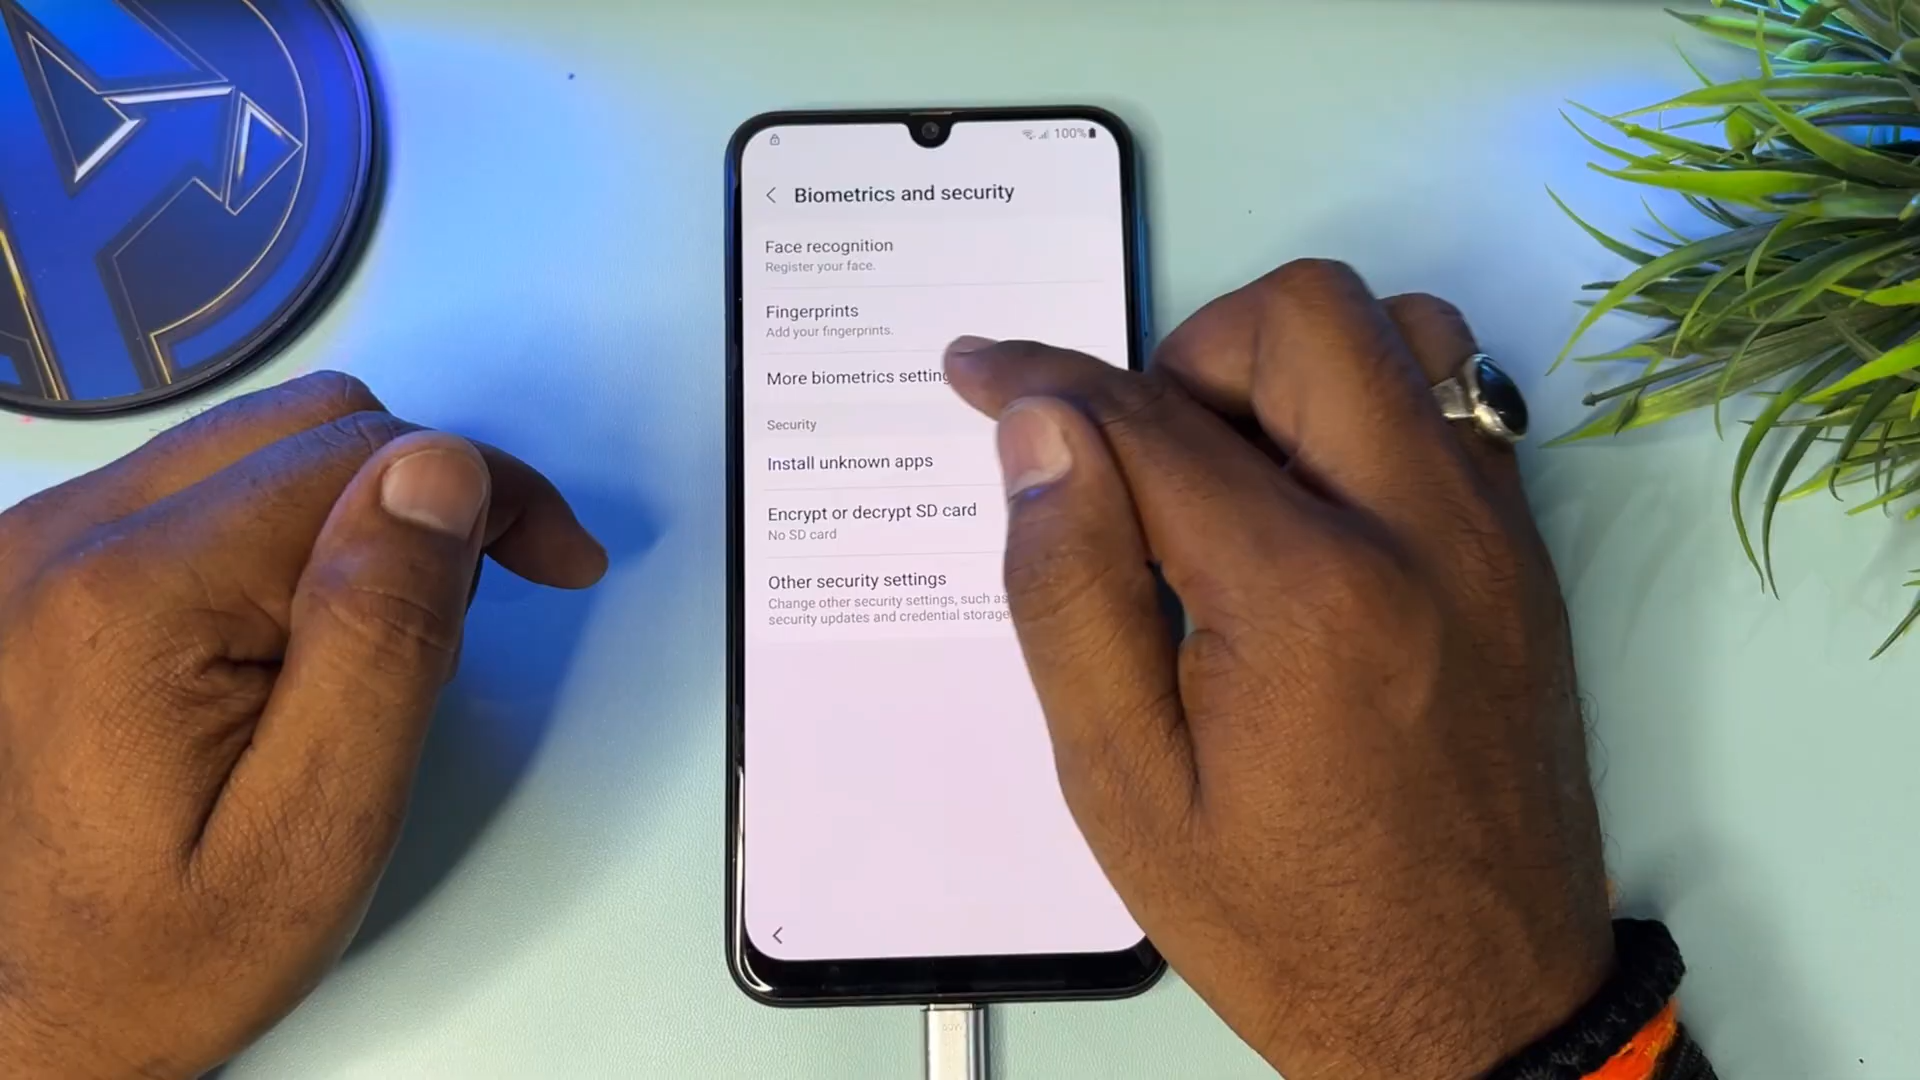 100%
Biometrics and security
Face recognition
Register your face.
Fingerprints
Add your fingerprints.
More biometrics setting
Security
Install unknown apps
Encrypt or decrypt SD card
No SD card
Other security settings
Change other security settings, such as
security updates and credential storage